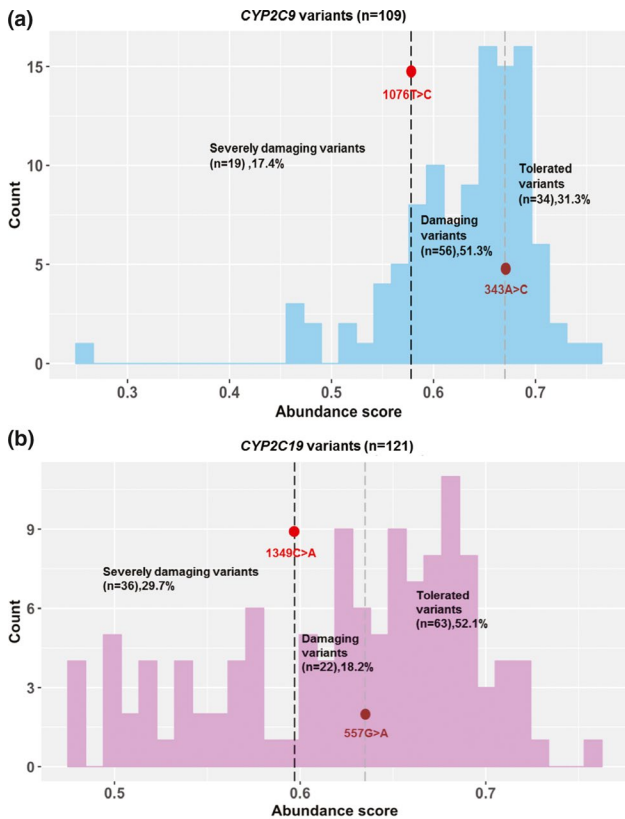 (a)
CYP2C9 variants (n=109)
15
1076T>C
Severely damaging variants
(n=19) ,17.4%
Tolerated
variants
(n=34),31.3%
10
Damaging
variants
(n=56),51.3%
5
343A>C
0
Count
0.3
0.4
0.5
0.6
0.7
Abundance score
(b)
CYP2C19 variants (n=121)
9
1349C>A
Severely damaging variants
(n=36),29.7%
Tolerated
variants
(n=63),52.1%
6
Damaging
variants
(n=22),18.2%
3
557G>A
0
Count
0.5
0.6
0.7
Abundance score